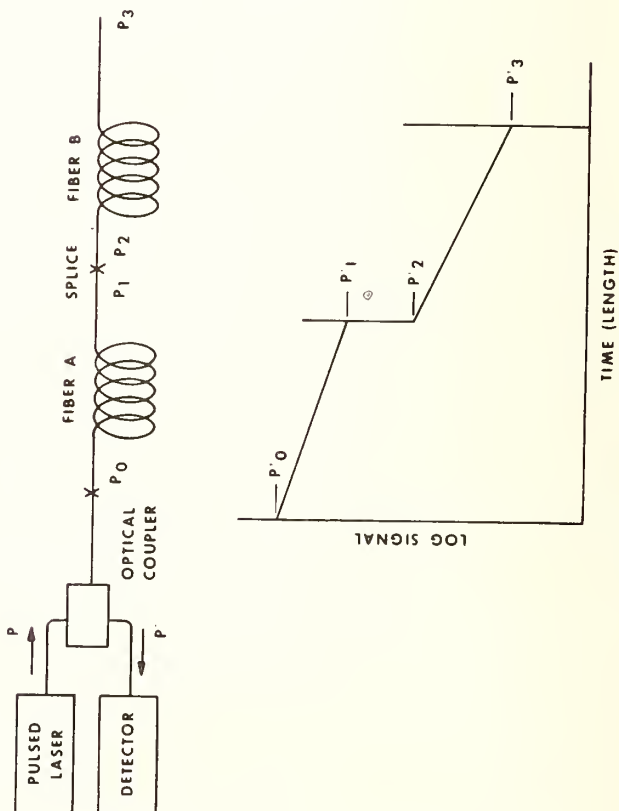 PULSED
LASER
DETECTOR
P
P'
OPTICAL
COUPLER
P0
FIBER A
P1
SPLICE
P2
FIBER B
P3
LOG SIGNAL
P'0
P'1
P'2
P'3
TIME (LENGTH)